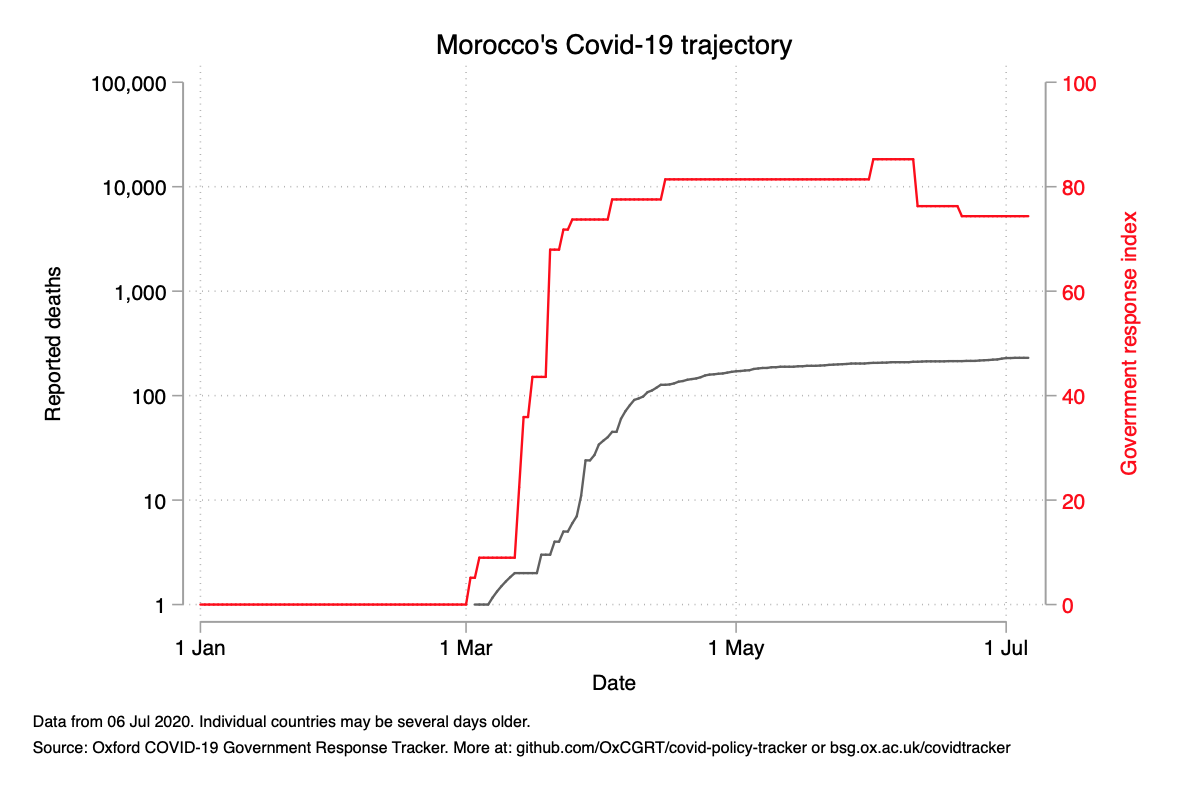 Morocco's Covid-19 trajectory
100,000
10,000
1,000
100
10
1
Reported deaths
100
80
60
40
20
0
Government response index
1 Jan
1 Mar
1 May
1 Jul
Date
Data from 06 Jul 2020. Individual countries may be several days older.
Source: Oxford COVID-19 Government Response Tracker. More at: github.com/OxCGRT/covid-policy-tracker or bsg.ox.ac.uk/covidtracker